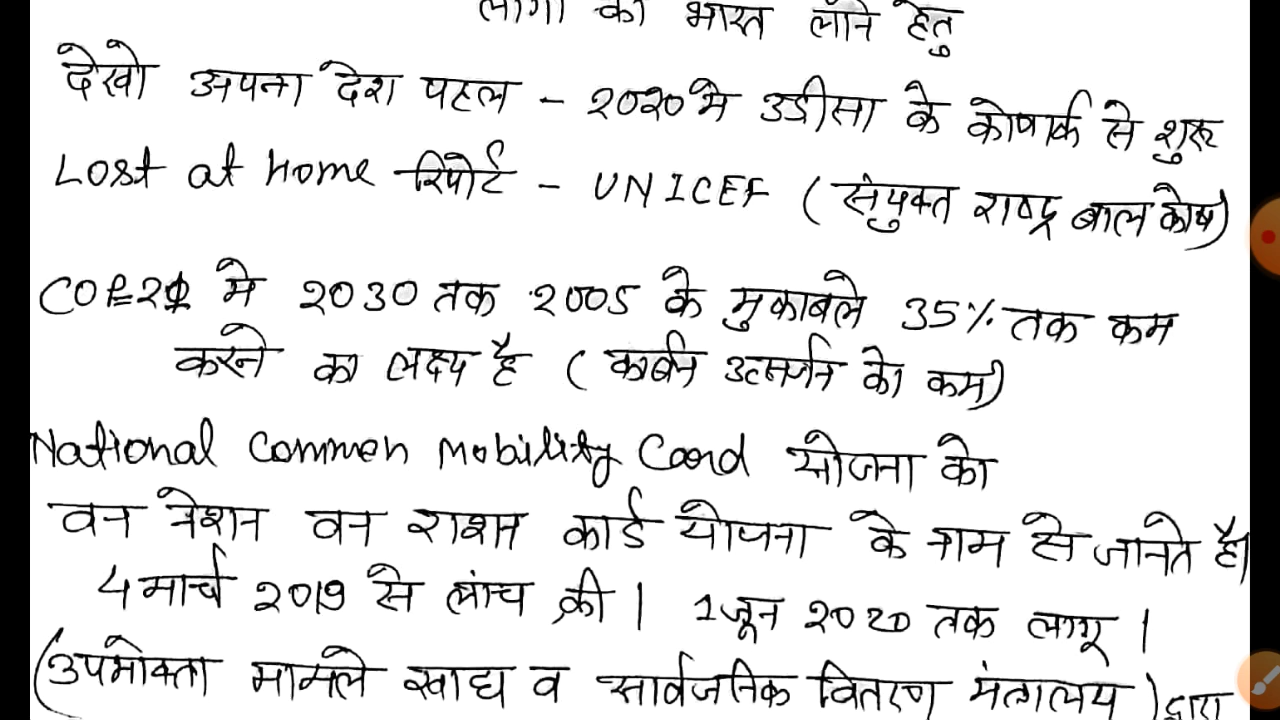 लोगो को भारत लाने हेतु
देखो अपना देश पहल - 2020 मे उडीसा के कोणार्क से शुरू
Lost at home रिपोर्ट - UNICEF (संयुक्त राष्ट्र बाल कोष)
COP=21 मे 2030 तक 2005 के मुकाबले 35% तक कम
करने का लक्ष्य है (कार्बन उत्सर्जन को कम)
National Common Mobility Card योजना को
वन नेशन वन राशन कार्ड योजना के नाम से जानते है।
4 मार्च 2019 से लांच की। 1 जून 2020 तक लागू।
(उपभोक्ता मामले खाद्य व सार्वजनिक वितरण मंत्रालय) द्वारा